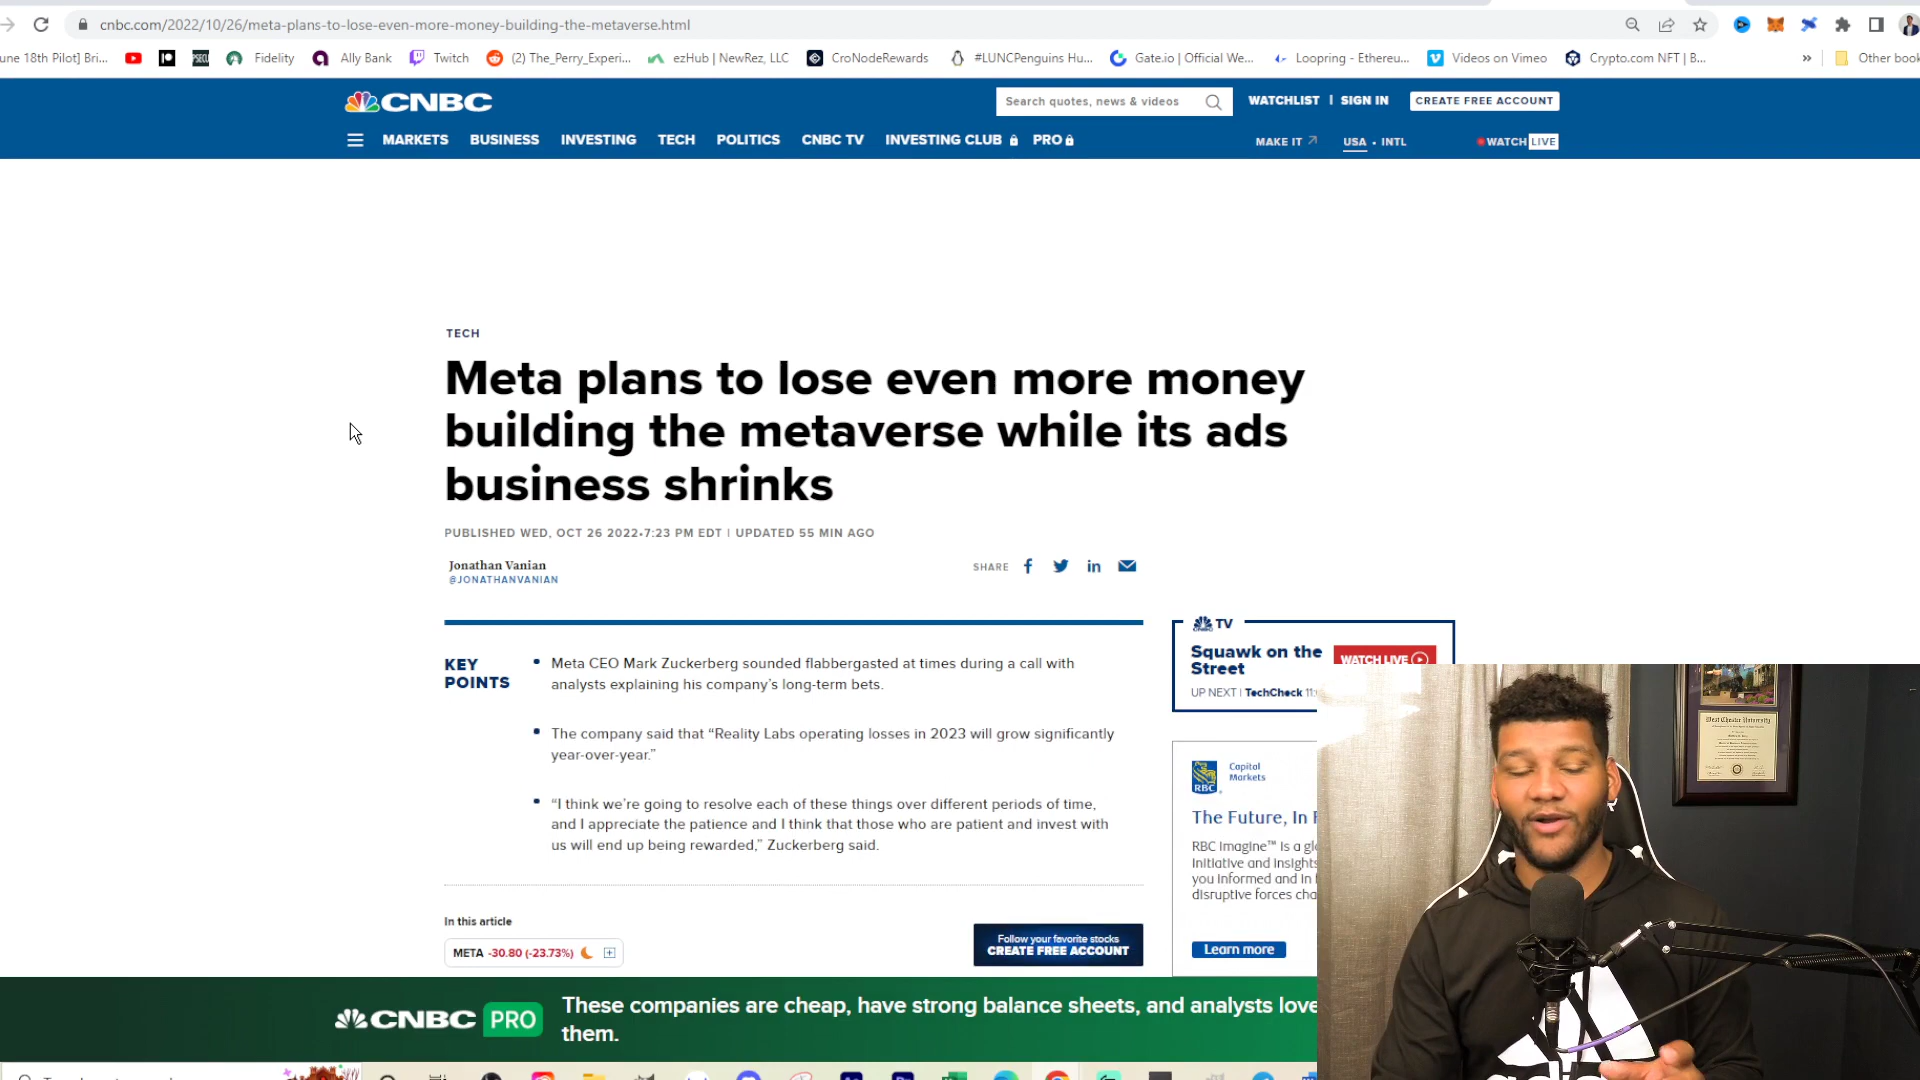 cnbc.com/2022/10/26/meta-plans-to-lose-even-more-money-building-the-metaverse.html
une 18th Pilot] Bri... Fidelity Ally Bank Twitch (2) The_Perry_Experi... ezHub | NewRez, LLC CroNodeRewards #LUNCPenguins Hu... Gate.io | Official We... Loopring - Ethereu... Videos on Vimeo Crypto.com NFT | B... » Other book
CNBC
Search quotes, news & videos
WATCHLIST | SIGN IN
CREATE FREE ACCOUNT
MARKETS BUSINESS INVESTING TECH POLITICS CNBC TV INVESTING CLUB PRO
MAKE IT USA • INTL WATCH LIVE
TECH
Meta plans to lose even more money
building the metaverse while its ads
business shrinks
PUBLISHED WED, OCT 26 2022•7:23 PM EDT | UPDATED 55 MIN AGO
Jonathan Vanian
@JONATHANVANIAN
SHARE
KEY
POINTS
Meta CEO Mark Zuckerberg sounded flabbergasted at times during a call with
analysts explaining his company’s long-term bets.
The company said that “Reality Labs operating losses in 2023 will grow significantly
year-over-year.”
“I think we’re going to resolve each of these things over different periods of time,
and I appreciate the patience and I think that those who are patient and invest with
us will end up being rewarded,” Zuckerberg said.
TV
Squawk on the
Street
WATCH LIVE
UP NEXT | TechCheck 11:
RBC
Capital
Markets
The Future, In
RBC Imagine™ is a gl
initiative and insights
you informed and in
disruptive forces cha
Learn more
In this article
META -30.80 (-23.73%)
Follow your favorite stocks
CREATE FREE ACCOUNT
CNBC PRO
These companies are cheap, have strong balance sheets, and analysts love
them.
West Chester University